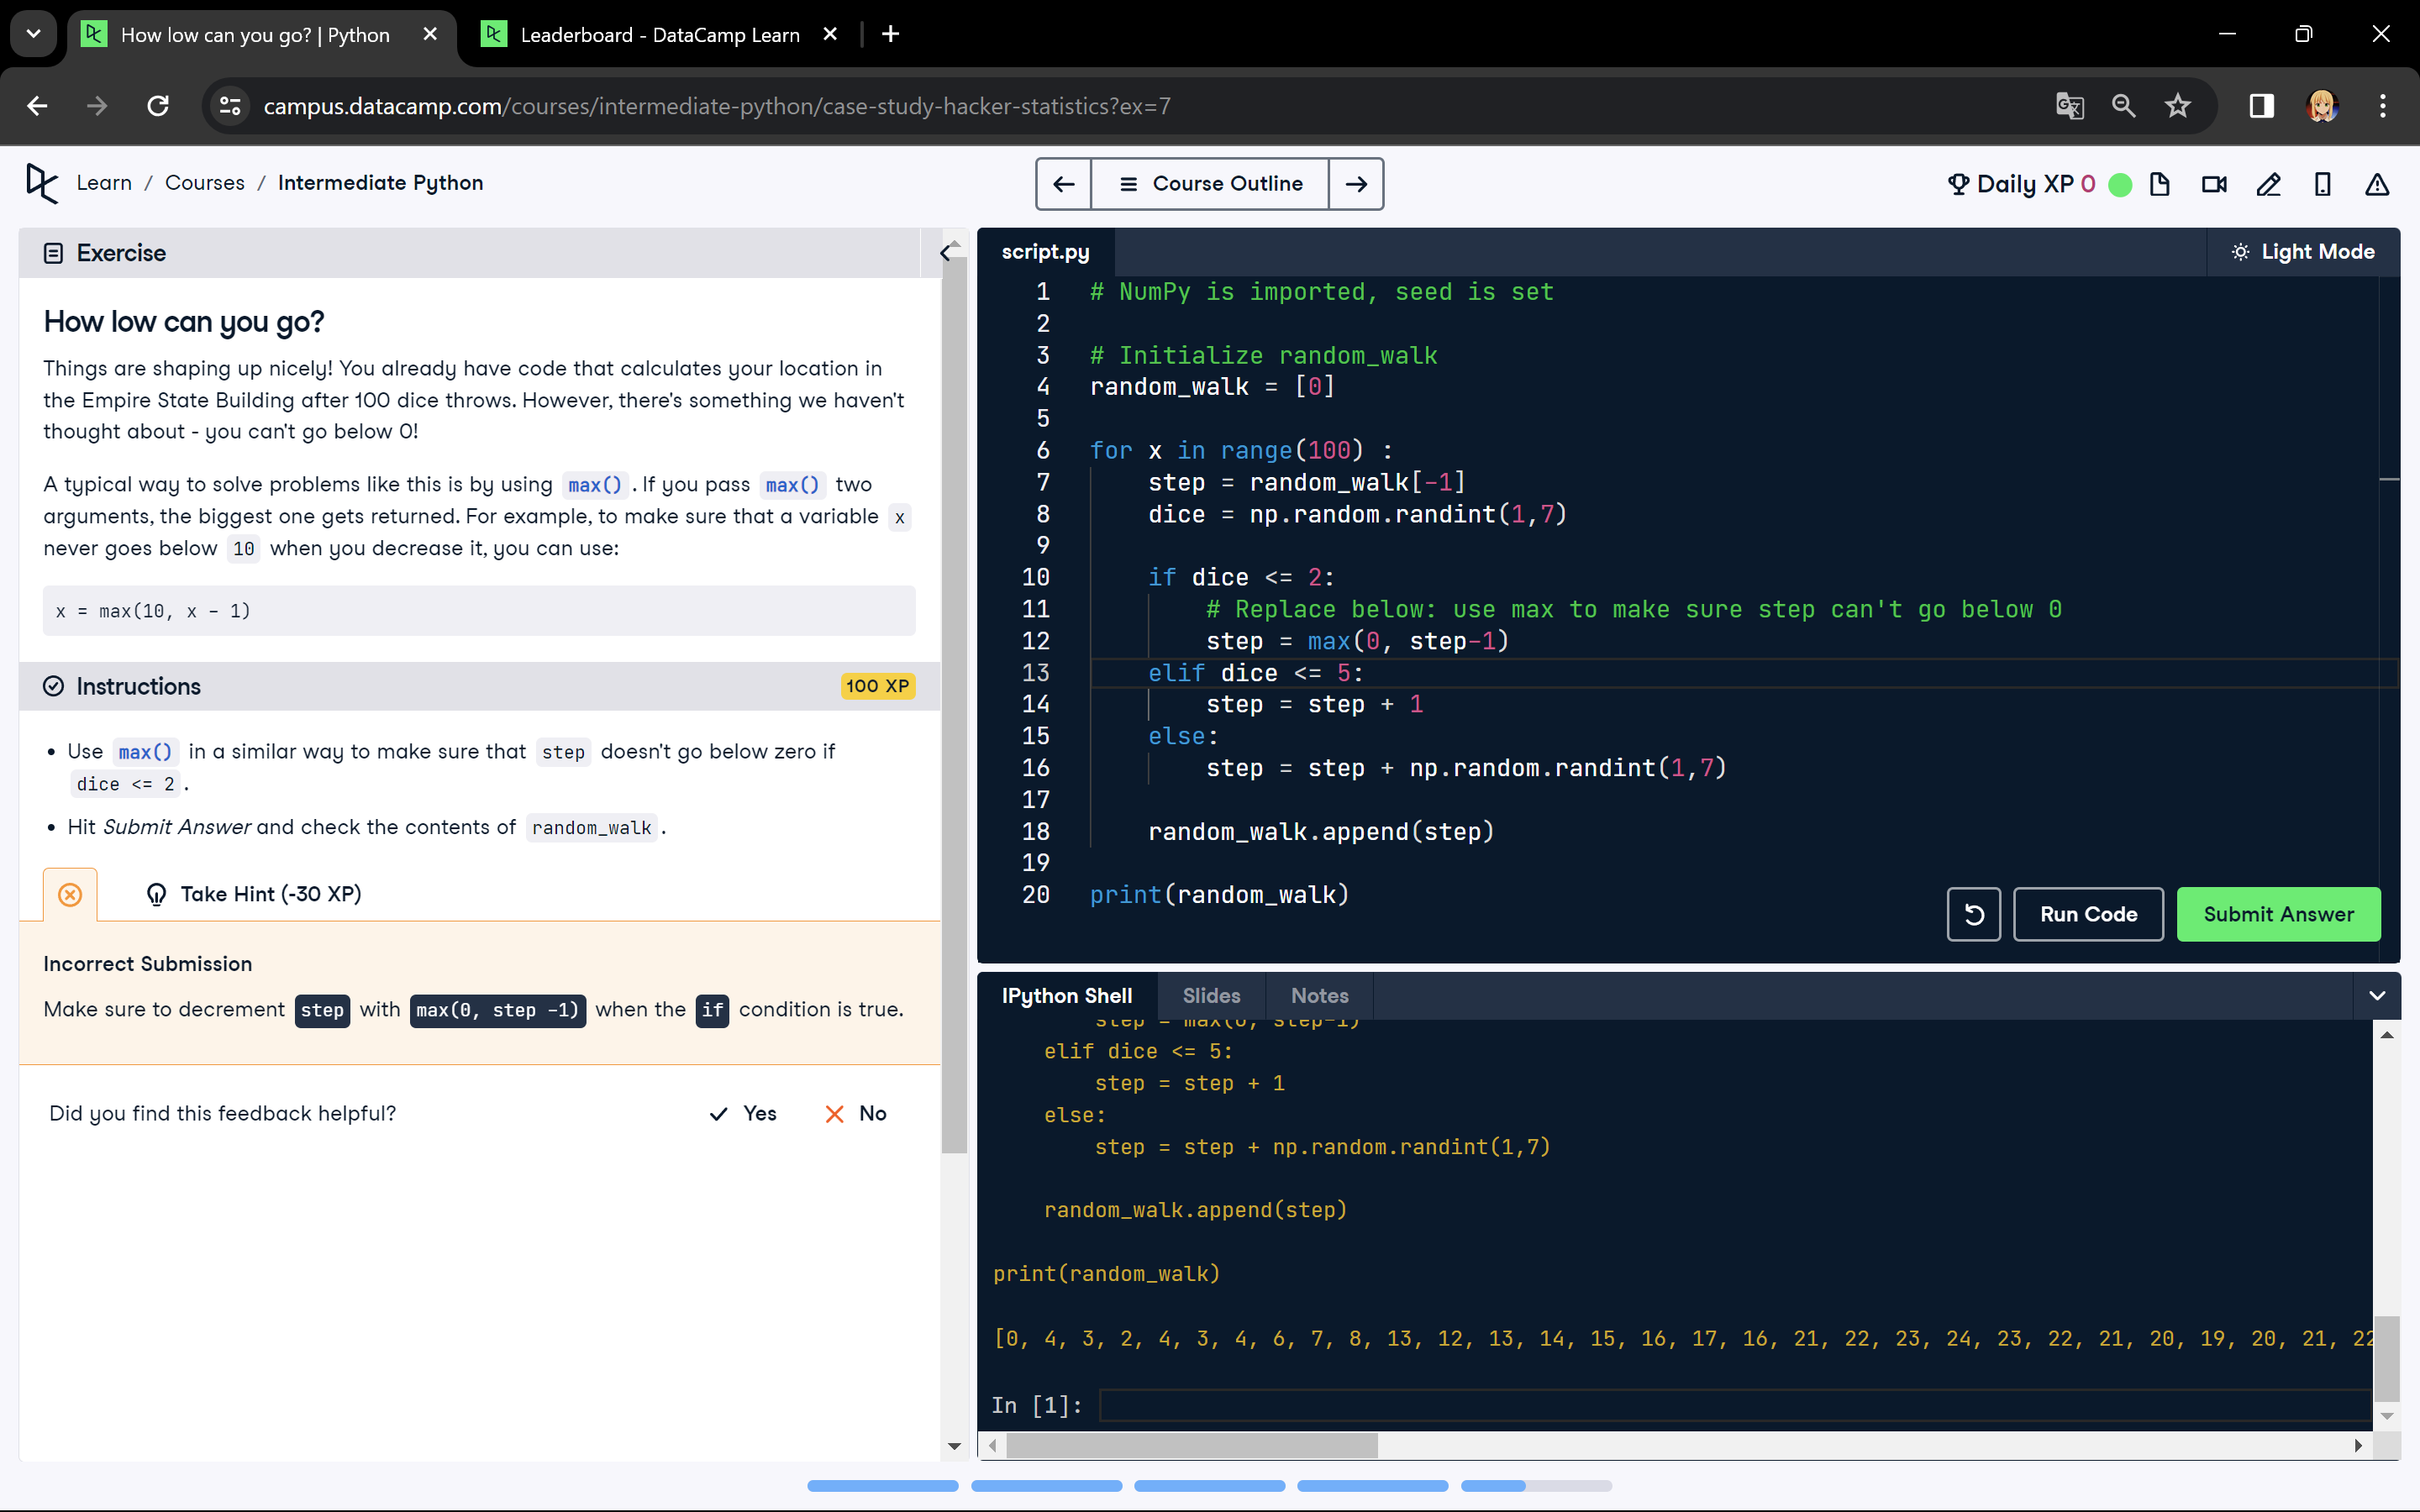 How low can you go? | Python
Leaderboard - DataCamp Learn
campus.datacamp.com/courses/intermediate-python/case-study-hacker-statistics?ex=7
Learn / Courses / Intermediate Python
Course Outline
Daily XP 0
Exercise
How low can you go?
Things are shaping up nicely! You already have code that calculates your location in
the Empire State Building after 100 dice throws. However, there's something we haven't
thought about - you can't go below 0!
A typical way to solve problems like this is by using max() . If you pass max() two
arguments, the biggest one gets returned. For example, to make sure that a variable x
never goes below 10 when you decrease it, you can use:
x = max(10, x - 1)
Instructions
100 XP
• Use max() in a similar way to make sure that step doesn't go below zero if
dice <= 2 .
• Hit Submit Answer and check the contents of random_walk .
Take Hint (-30 XP)
Incorrect Submission
Make sure to decrement step with max(0, step -1) when the if condition is true.
Did you find this feedback helpful?
Yes
No
script.py
Light Mode
1 # NumPy is imported, seed is set
2
3 # Initialize random_walk
4 random_walk = [0]
5
6 for x in range(100) :
7 step = random_walk[-1]
8 dice = np.random.randint(1,7)
9
10 if dice <= 2:
11 # Replace below: use max to make sure step can't go below 0
12 step = max(0, step-1)
13 elif dice <= 5:
14 step = step + 1
15 else:
16 step = step + np.random.randint(1,7)
17
18 random_walk.append(step)
19
20 print(random_walk)
Run Code
Submit Answer
IPython Shell
Slides
Notes
step = max(0, step-1)
elif dice <= 5:
step = step + 1
else:
step = step + np.random.randint(1,7)
random_walk.append(step)
print(random_walk)
[0, 4, 3, 2, 4, 3, 4, 6, 7, 8, 13, 12, 13, 14, 15, 16, 17, 16, 21, 22, 23, 24, 23, 22, 21, 20, 19, 20, 21, 22
In [1]: